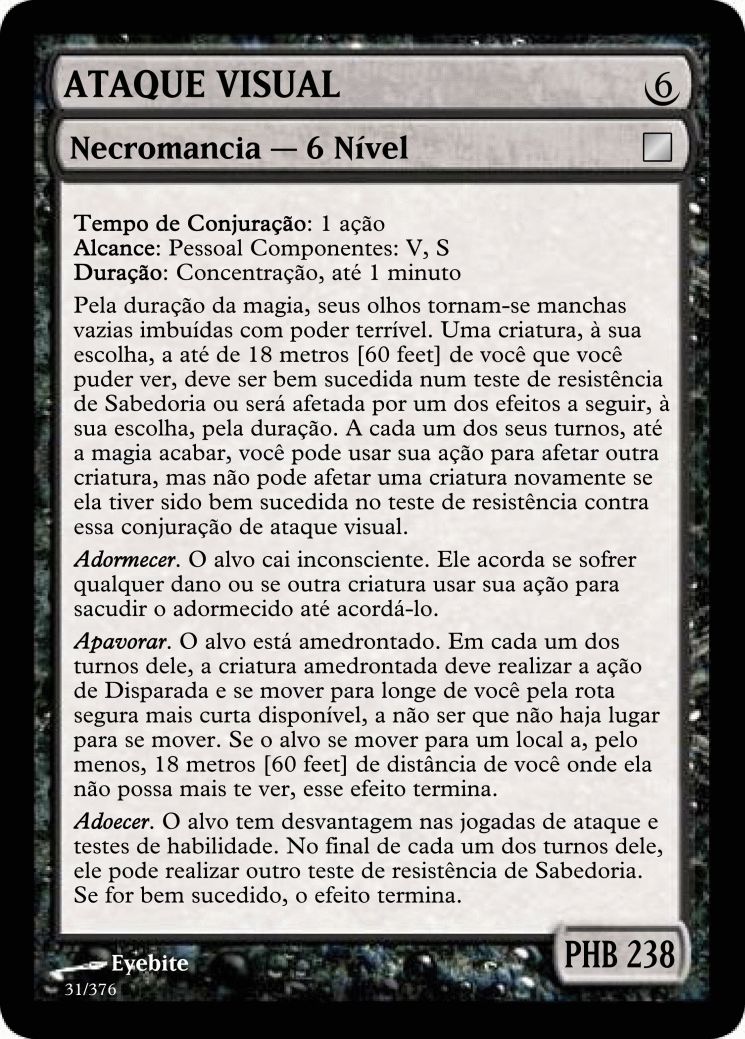 ATAQUE VISUAL 6
Necromancia — 6 Nível
Tempo de Conjuração: 1 ação
Alcance: Pessoal Componentes: V, S
Duração: Concentração, até 1 minuto
Pela duração da magia, seus olhos tornam-se manchas
vazias imbuídas com poder terrível. Uma criatura, à sua
escolha, a até de 18 metros [60 feet] de você que você
puder ver, deve ser bem sucedida num teste de resistência
de Sabedoria ou será afetada por um dos efeitos a seguir, à
sua escolha, pela duração. A cada um dos seus turnos, até
a magia acabar, você pode usar sua ação para afetar outra
criatura, mas não pode afetar uma criatura novamente se
ela tiver sido bem sucedida no teste de resistência contra
essa conjuração de ataque visual.
Adormecer. O alvo cai inconsciente. Ele acorda se sofrer
qualquer dano ou se outra criatura usar sua ação para
sacudir o adormecido até acordá-lo.
Apavorar. O alvo está amedrontado. Em cada um dos
turnos dele, a criatura amedrontada deve realizar a ação
de Disparada e se mover para longe de você pela rota
segura mais curta disponível, a não ser que não haja lugar
para se mover. Se o alvo se mover para um local a, pelo
menos, 18 metros [60 feet] de distância de você onde ela
não possa mais te ver, esse efeito termina.
Adoecer. O alvo tem desvantagem nas jogadas de ataque e
testes de habilidade. No final de cada um dos turnos dele,
ele pode realizar outro teste de resistência de Sabedoria.
Se for bem sucedido, o efeito termina.
PHB 238
Eyebite
31/376